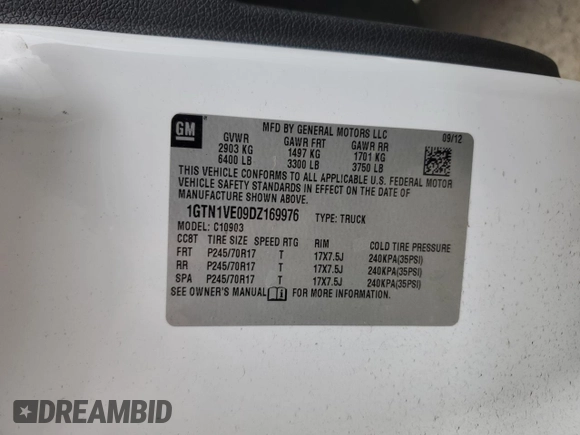 GM
MFD BY GENERAL MOTORS LLC
09/12
GVWR GAWR FRT GAWR RR
2903 KG 1497 KG 1701 KG
6400 LB 3300 LB 3750 LB
THIS VEHICLE CONFORMS TO ALL APPLICABLE U.S. FEDERAL MOTOR
VEHICLE SAFETY STANDARDS IN EFFECT ON THE DATE OF
MANUFACTURE SHOWN ABOVE.
1GTN1VE09DZ169976 TYPE: TRUCK
MODEL: C10903
CCBT TIRE SIZE SPEED RTG RIM COLD TIRE PRESSURE
FRT P245/70R17 T 17X7.5J 240KPA(35PSI)
RR P245/70R17 T 17X7.5J 240KPA(35PSI)
SPA P245/70R17 T 17X7.5J 240KPA(35PSI)
SEE OWNER'S MANUAL FOR MORE INFORMATION.
DREAMBID